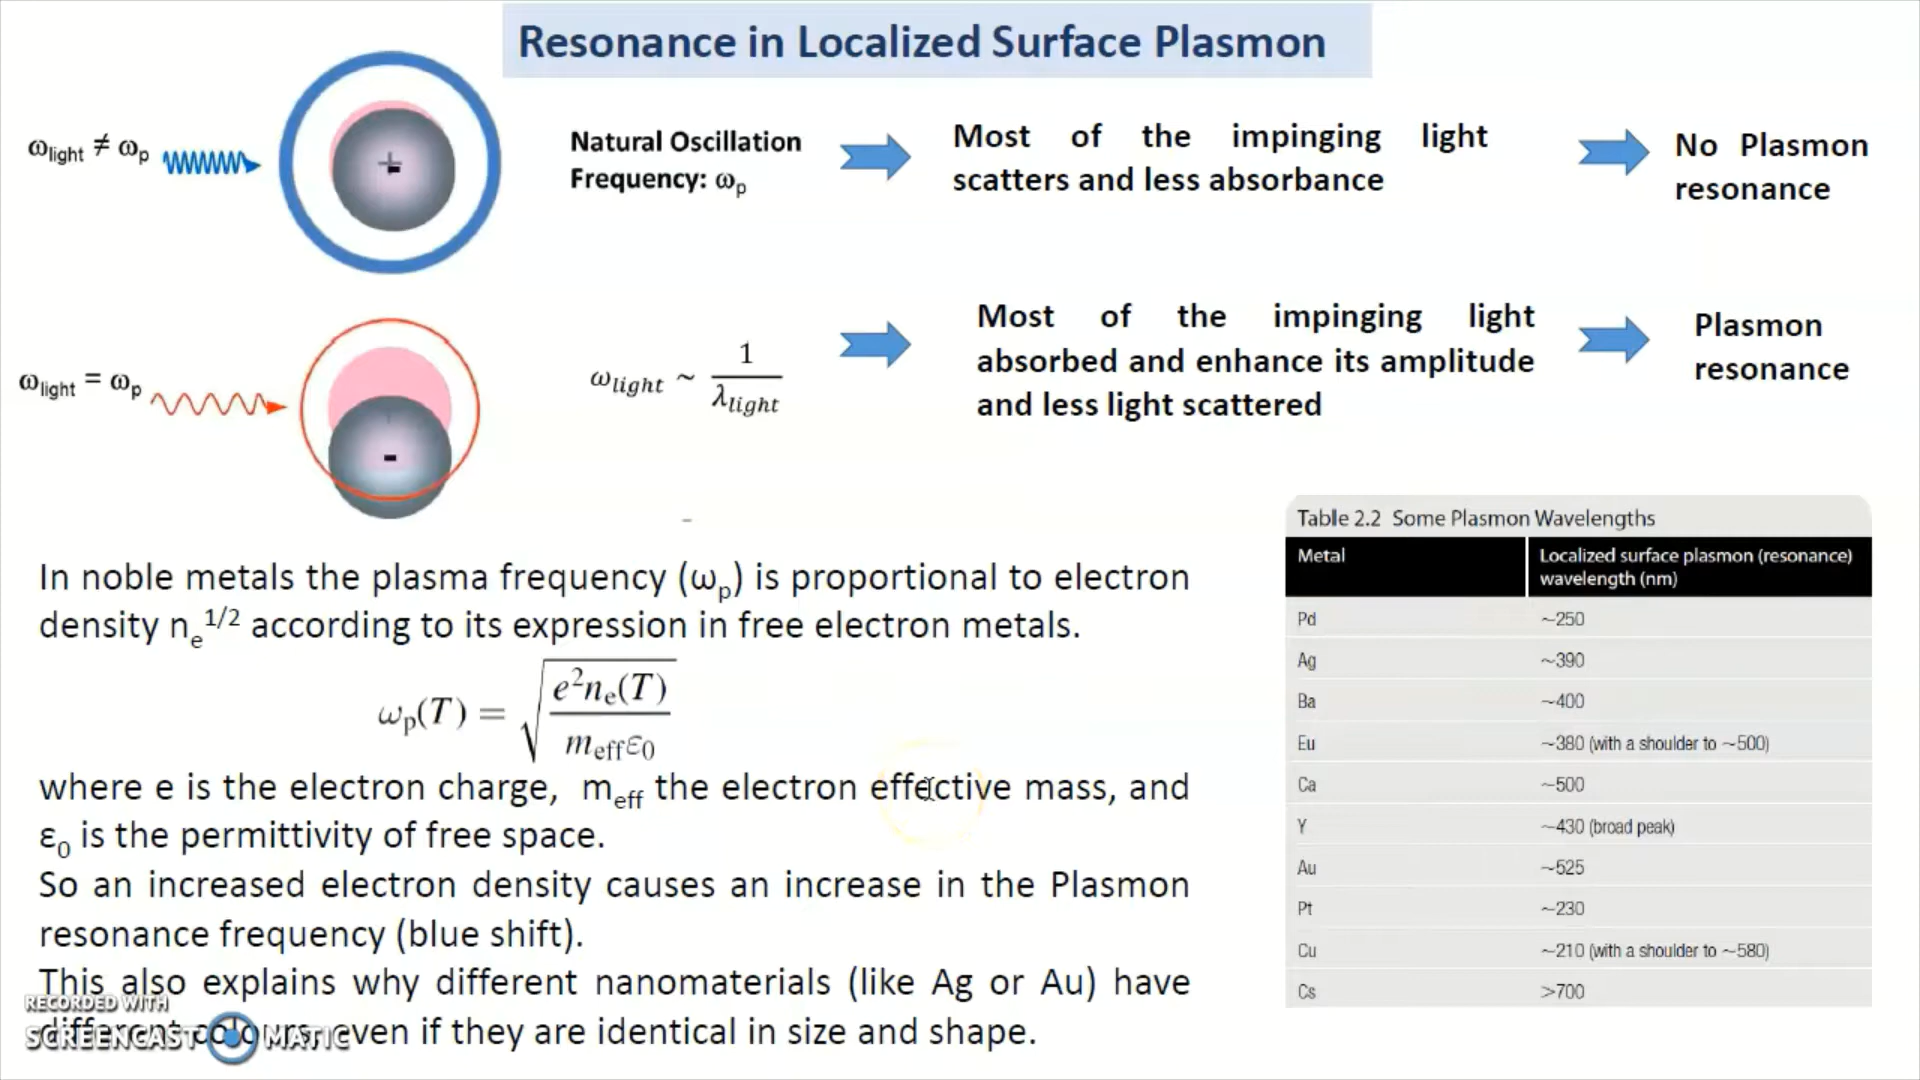 Resonance in Localized Surface Plasmon
ω_light ≠ ω_p
+
-
Natural Oscillation
Frequency: ω_p
Most of the impinging light
scatters and less absorbance
No Plasmon
resonance
ω_light = ω_p
-
ω_light ~ 1/λ_light
Most of the impinging light
absorbed and enhance its amplitude
and less light scattered
Plasmon
resonance
In noble metals the plasma frequency (ω_p) is proportional to electron
density n_e^1/2 according to its expression in free electron metals.
ω_p(T) = √(e²n_e(T) / m_eff ε_0)
where e is the electron charge, m_eff the electron effective mass, and
ε_0 is the permittivity of free space.
So an increased electron density causes an increase in the Plasmon
resonance frequency (blue shift).
This also explains why different nanomaterials (like Ag or Au) have
different colours, even if they are identical in size and shape.
Table 2.2 Some Plasmon Wavelengths
Metal Localized surface plasmon (resonance)
wavelength (nm)
Pd ~250
Ag ~390
Ba ~400
Eu ~380 (with a shoulder to ~500)
Ca ~500
Y ~430 (broad peak)
Au ~525
Pt ~230
Cu ~210 (with a shoulder to ~580)
Cs >700
RECORDED WITH
SCREENCAST MATIC